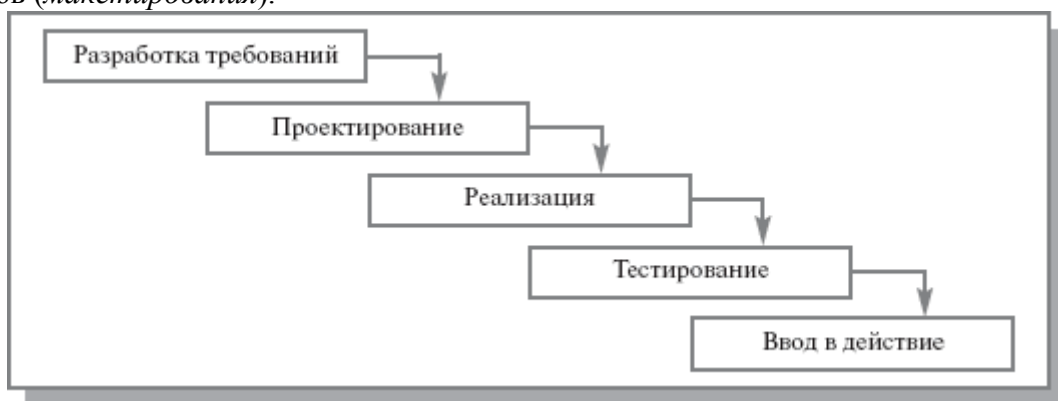 ов (макетирования).
Разработка требований
Проектирование
Реализация
Тестирование
Ввод в действие